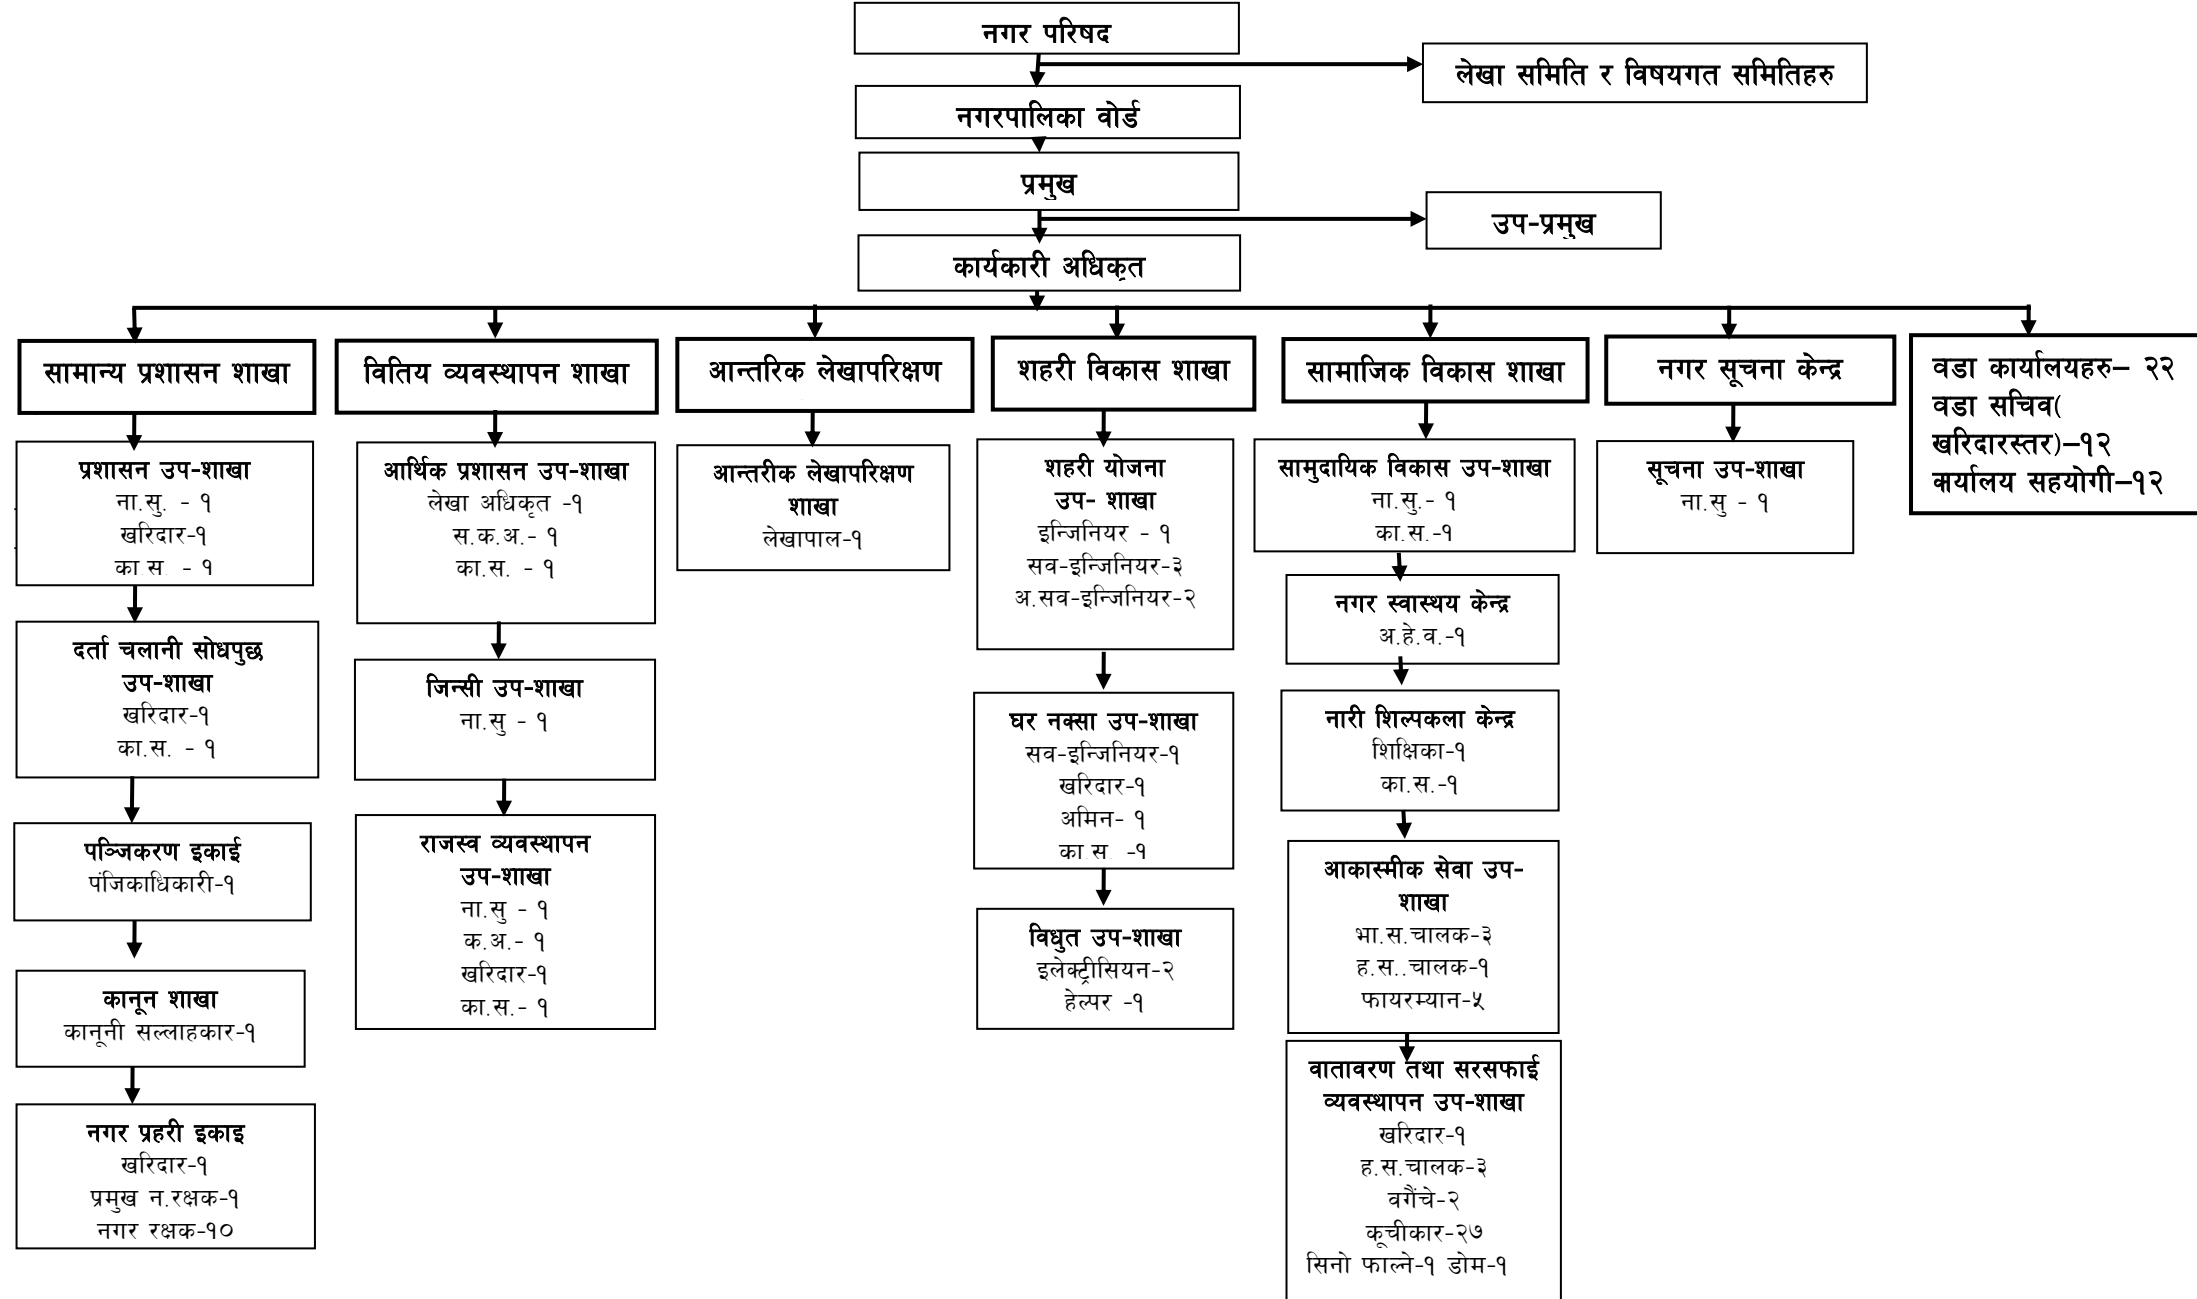 नगर परिषद
लेखा समिति र विषयगत समितिहरु
नगरपालिका वोर्ड
प्रमुख
उप-प्रमुख
कार्यकारी अधिकृत
सामान्य प्रशासन शाखा
वितिय व्यवस्थापन शाखा
आन्तरिक लेखापरिक्षण
शहरी विकास शाखा
सामाजिक विकास शाखा
नगर सूचना केन्द्र
वडा कार्यालयहरु– २२
वडा सचिव(
खरिदारस्तर)–१२
कार्यालय सहयोगी–१२
प्रशासन उप-शाखा
ना.सु. - १
खरिदार-१
का स. - १
दर्ता चलानी सोधपुछ
उप-शाखा
खरिदार-१
का.स. - १
पञ्जिकरण इकाई
पंजिकाधिकारी-१
कानून शाखा
कानूनी सल्लाहकार-१
नगर प्रहरी इकाइ
खरिदार-१
प्रमुख न.रक्षक-१
नगर रक्षक-१०
आर्थिक प्रशासन उप-शाखा
लेखा अधिकृत -१
स.क.अ.- १
का.स. - १
जिन्सी उप-शाखा
ना.सु - १
राजस्व व्यवस्थापन
उप-शाखा
ना.सु - १
क.अ.- १
खरिदार-१
का.स.- १
आन्तरीक लेखापरिक्षण
शाखा
लेखापाल-१
शहरी योजना
उप- शाखा
इन्जिनियर - १
सव-इन्जिनियर-३
अ.सव-इन्जिनियर-२
घर नक्सा उप-शाखा
सव-इन्जिनियर-१
खरिदार-१
अमिन- १
का.स. -१
विधुत उप-शाखा
इलेक्ट्रीसियन-२
हेल्पर -१
सामुदायिक विकास उप-शाखा
ना.सु.- १
का.स.-१
नगर स्वास्थय केन्द्र
अ.हे.व.-१
नारी शिल्पकला केन्द्र
शिक्षिका-१
का.स.-१
आकास्मीक सेवा उप-
शाखा
भा.स.चालक-३
ह.स..चालक-१
फायरम्यान-५
वातावरण तथा सरसफाई
व्यवस्थापन उप-शाखा
खरिदार-१
ह.स.चालक-३
वगैंचे-२
कूचीकार-२७
सिनो फाल्ने-१ डोम-१
सूचना उप-शाखा
ना.सु - १